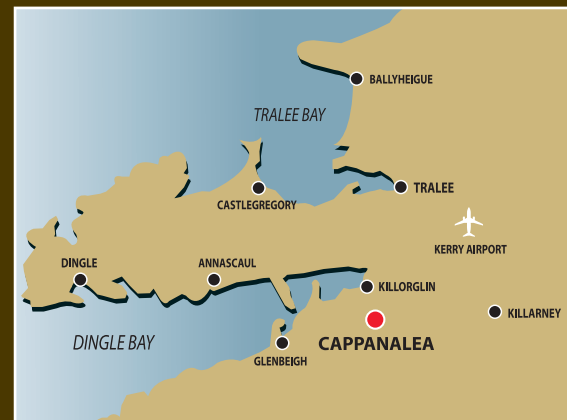 BALLYHEIGUE
TRALEE BAY
TRALEE
CASTLEGREGORY
KERRY AIRPORT
DINGLE
ANNASCAUL
KILLORGLIN
KILLARNEY
DINGLE BAY
CAPPANALEA
GLENBEIGH